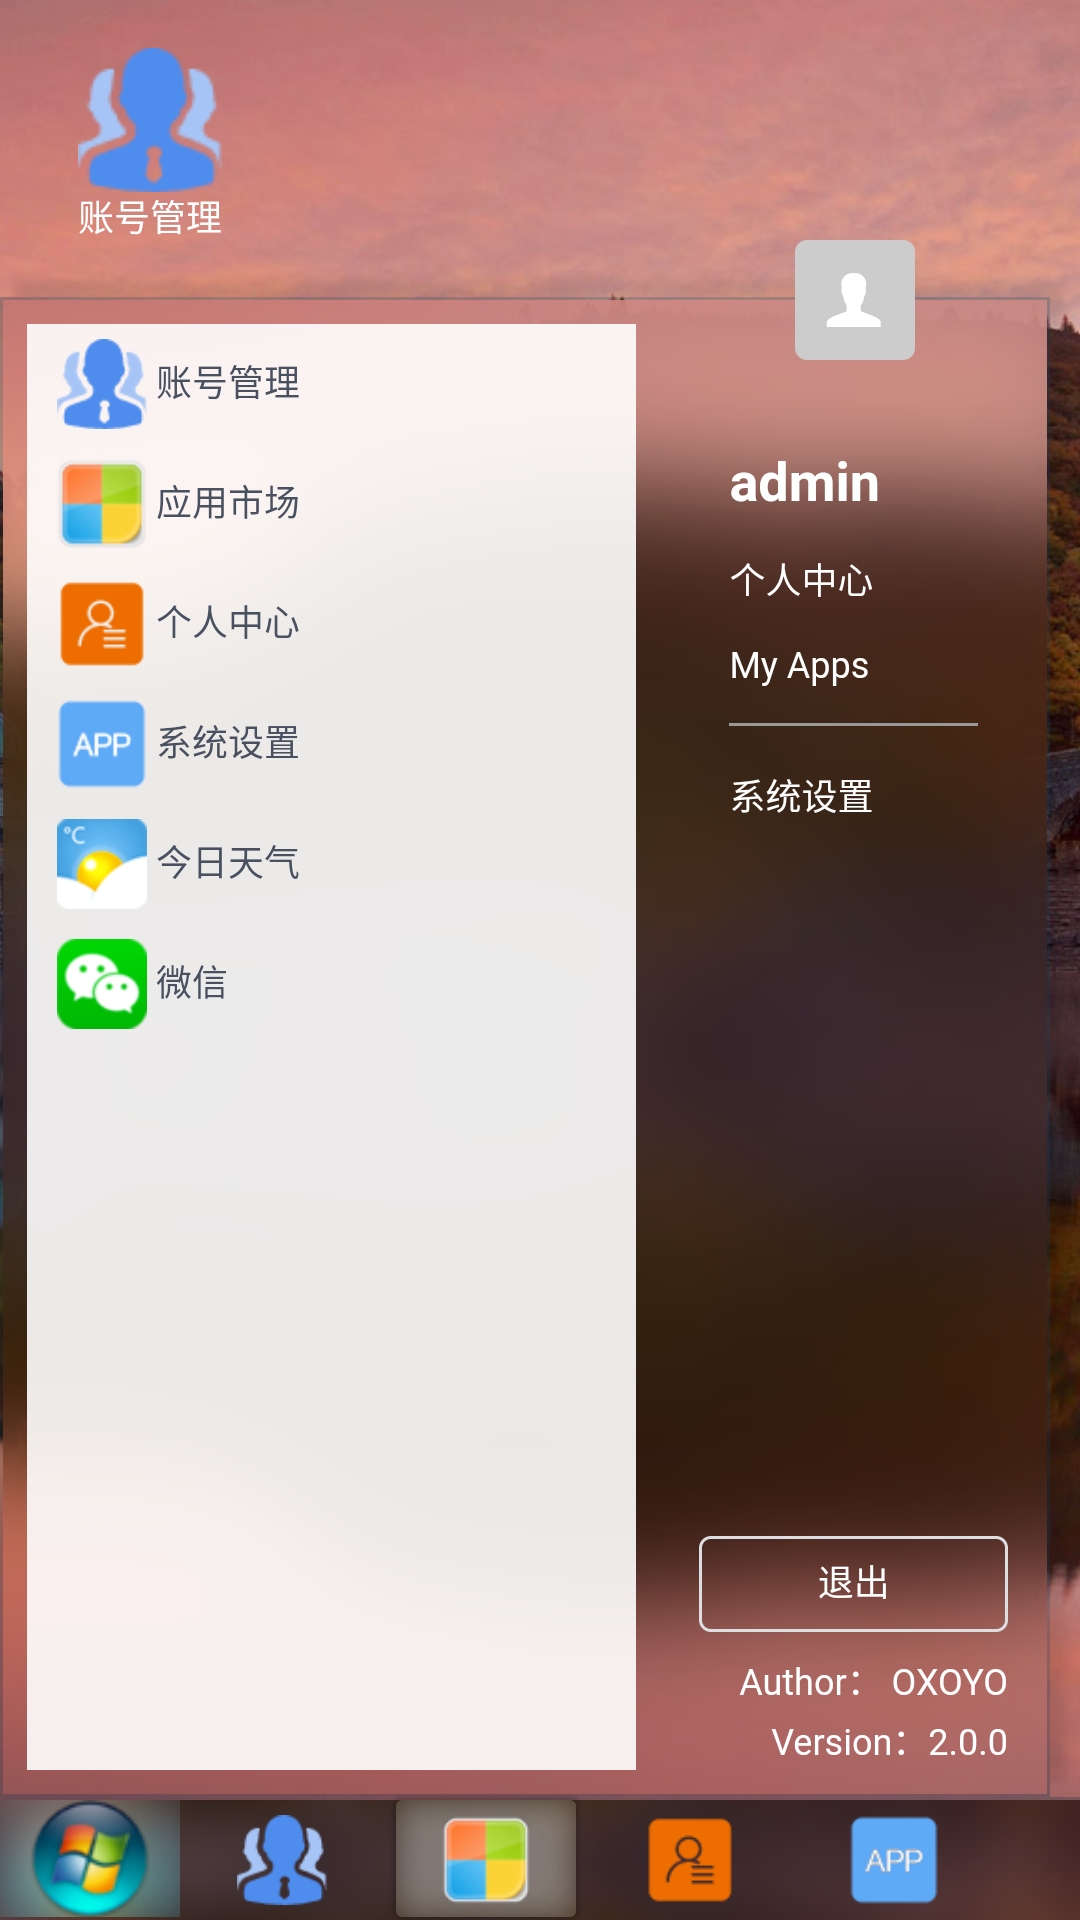 账号管理
账号管理
应用市场
个人中心
APP
系统设置
°C
今日天气
微信
admin
个人中心
My Apps
系统设置
退出
Author： OXOYO
Version：2.0.0
APP